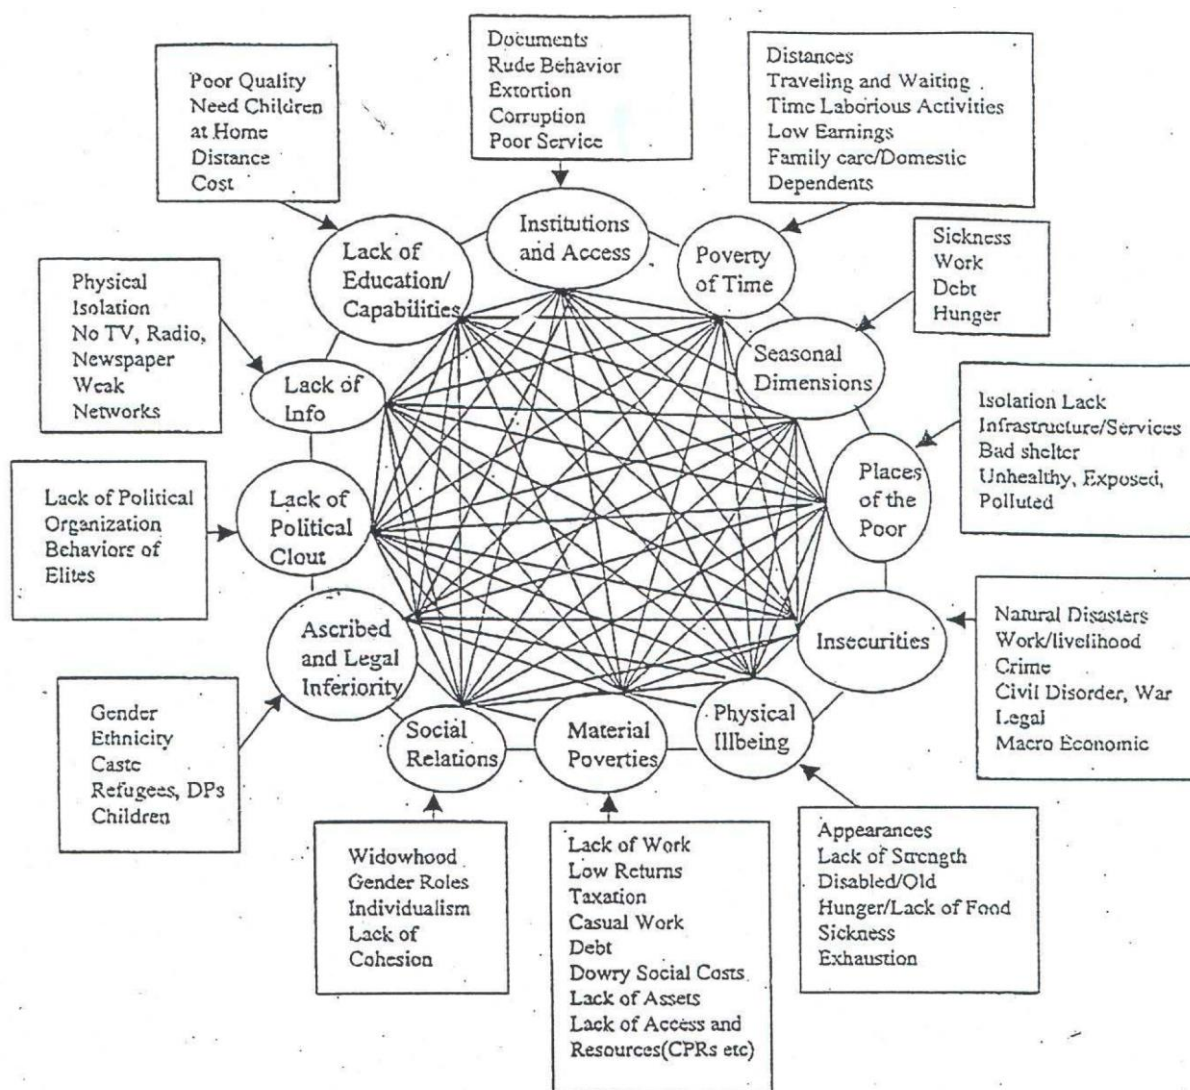 Documents
Rude Behavior
Extortion
Corruption
Poor Service
Poor Quality
Need Children
at Home
Distance
Cost
Distances
Traveling and Waiting
Time Laborious Activities
Low Earnings
Family care/Domestic
Dependents
Institutions
and Access
Lack of
Education/
Capabilities
Poverty
of Time
Sickness
Work
Debt
Hunger
Physical
Isolation
No TV, Radio,
Newspaper
Weak
Networks
Lack of
Info
Seasonal
Dimensions
Isolation Lack
Infrastructure/Services
Bad shelter
Unhealthy, Exposed,
Polluted
Lack of Political
Organization
Behaviors of
Elites
Lack of
Political
Clout
Places
of the
Poor
Ascribed
and Legal
Inferiority
Insecurities
Natural Disasters
Work/livelihood
Crime
Civil Disorder, War
Legal
Macro Economic
Gender
Ethnicity
Caste
Refugees, DPs
Children
Social
Relations
Material
Poverties
Physical
Illbeing
Widowhood
Gender Roles
Individualism
Lack of
Cohesion
Lack of Work
Low Returns
Taxation
Casual Work
Debt
Dowry Social Costs
Lack of Assets
Lack of Access and
Resources(CPRs etc)
Appearances
Lack of Strength
Disabled/Old
Hunger/Lack of Food
Sickness
Exhaustion